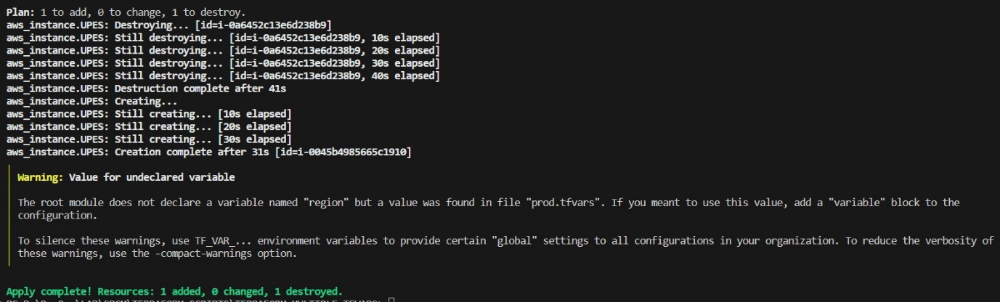 Plan: 1 to add, 0 to change, 1 to destroy.
aws_instance.UPES: Destroying... [id=i-0a6452c13e6d238b9]
aws_instance.UPES: Still destroying... [id=i-0a6452c13e6d238b9, 10s elapsed]
aws_instance.UPES: Still destroying... [id=i-0a6452c13e6d238b9, 20s elapsed]
aws_instance.UPES: Still destroying... [id=i-0a6452c13e6d238b9, 30s elapsed]
aws_instance.UPES: Still destroying... [id=i-0a6452c13e6d238b9, 40s elapsed]
aws_instance.UPES: Destruction complete after 41s
aws_instance.UPES: Creating...
aws_instance.UPES: Still creating... [10s elapsed]
aws_instance.UPES: Still creating... [20s elapsed]
aws_instance.UPES: Still creating... [30s elapsed]
aws_instance.UPES: Creation complete after 31s [id=i-0045b4985665c1910]
Warning: Value for undeclared variable
The root module does not declare a variable named "region" but a value was found in file "prod.tfvars". If you meant to use this value, add a "variable" block to the
configuration.
To silence these warnings, use TF_VAR_... environment variables to provide certain "global" settings to all configurations in your organization. To reduce the verbosity of
these warnings, use the -compact-warnings option.
Apply complete! Resources: 1 added, 0 changed, 1 destroyed.